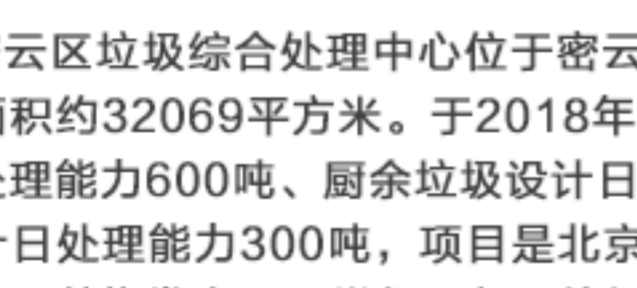 云区垃圾综合处理中心位于密云
积约32069平方米。于2018年
理能力600吨、厨余垃圾设计日
日处理能力300吨，项目是北京